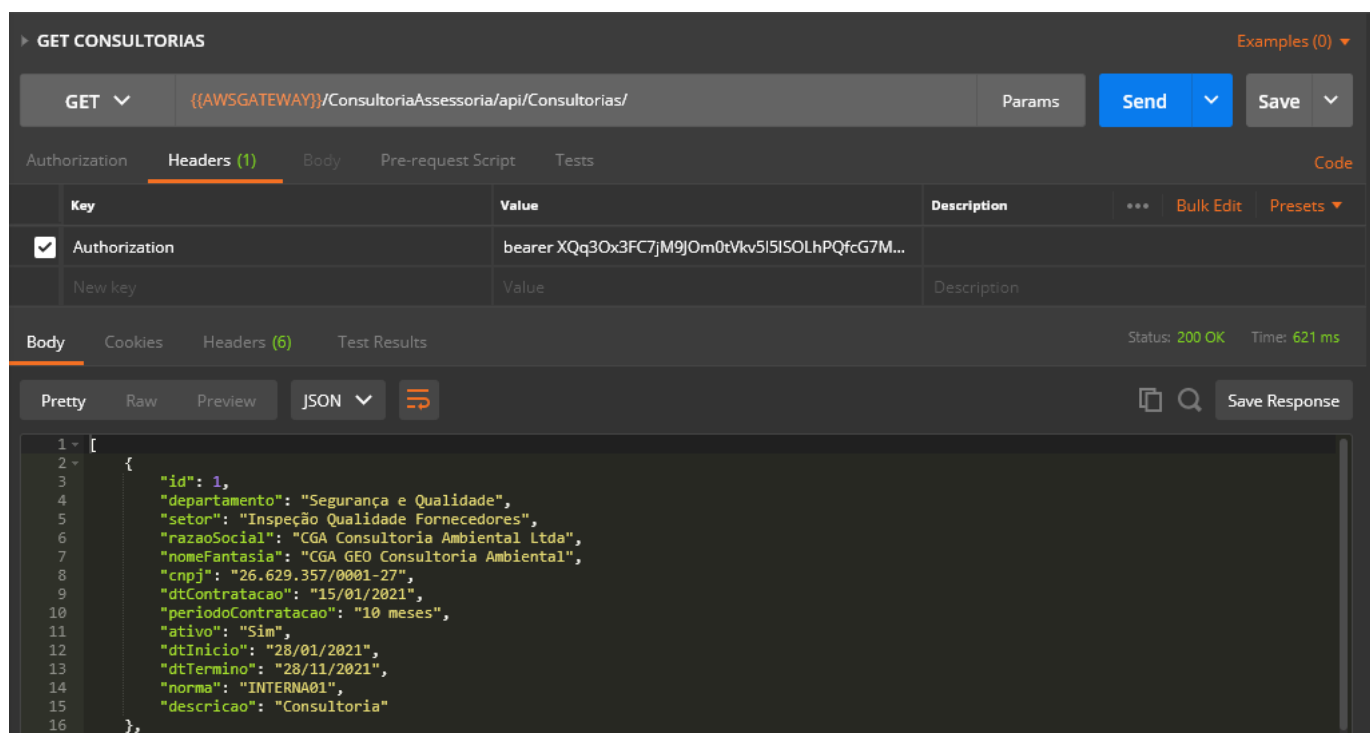 GET CONSULTORIAS Examples (0)
GET {{AWSGATEWAY}}/ConsultoriaAssessoria/api/Consultorias/ Params Send Save
Authorization Headers (1) Body Pre-request Script Tests Code
Key Value Description ••• Bulk Edit Presets
Authorization bearer XQq3Ox3FC7jM9JOm0tVkv5I5ISOLhPQfcG7M...
New key Value Description
Body Cookies Headers (6) Test Results Status: 200 OK Time: 621 ms
Pretty Raw Preview JSON Save Response
1 [
2 {
3 "id": 1,
4 "departamento": "Segurança e Qualidade",
5 "setor": "Inspeção Qualidade Fornecedores",
6 "razaoSocial": "CGA Consultoria Ambiental Ltda",
7 "nomeFantasia": "CGA GEO Consultoria Ambiental",
8 "cnpj": "26.629.357/0001-27",
9 "dtContratacao": "15/01/2021",
10 "periodoContratacao": "10 meses",
11 "ativo": "Sim",
12 "dtInicio": "28/01/2021",
13 "dtTermino": "28/11/2021",
14 "norma": "INTERNA01",
15 "descricao": "Consultoria"
16 },